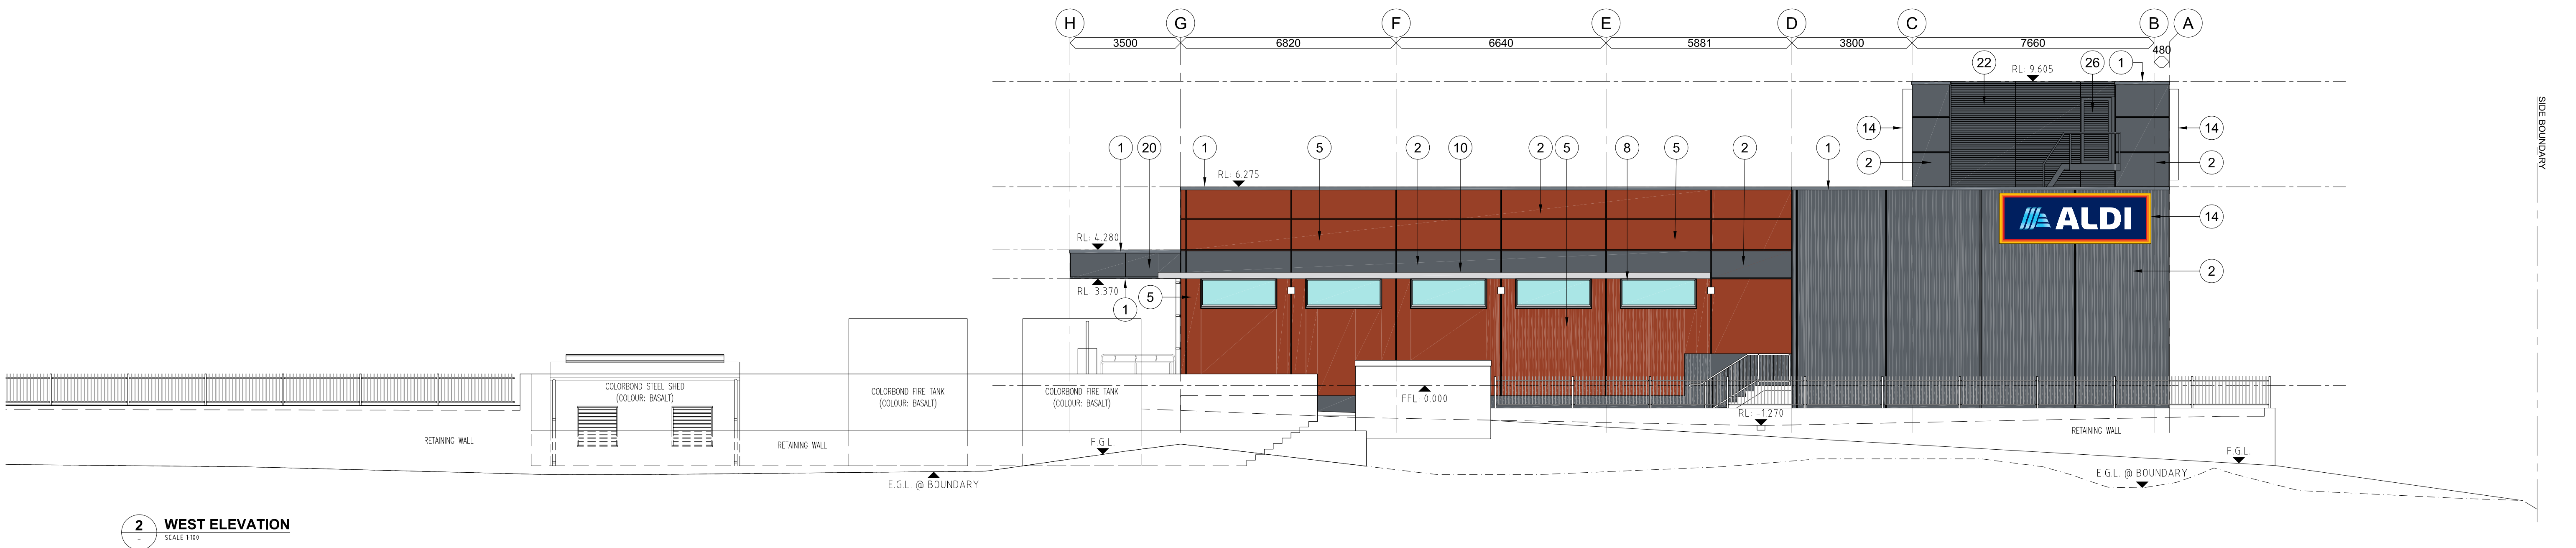 H G F E D C B A
3500 6820 6640 5881 3800 7660 480
22 RL: 9.605 26 1
14 14
1 20 1 5 2 10 2 5 8 5 2 1 2 2
RL: 6.275
ALDI 14
RL: 4.280
2
RL: 3.370
5
1
SIDE BOUNDARY
COLORBOND STEEL SHED
(COLOUR: BASALT)
COLORBOND FIRE TANK
(COLOUR: BASALT)
COLORBOND FIRE TANK
(COLOUR: BASALT)
FFL: 0.000
RL: -1.270
RETAINING WALL
RETAINING WALL
F.G.L.
RETAINING WALL
F.G.L.
E.G.L. @ BOUNDARY
E.G.L. @ BOUNDARY
2 WEST ELEVATION
- SCALE 1:100